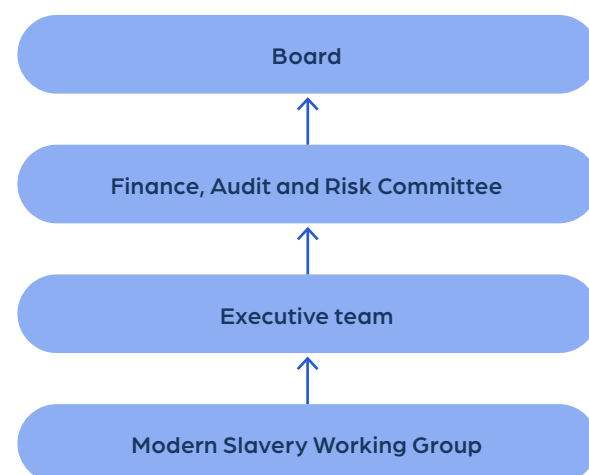 Board
Finance, Audit and Risk Committee
Executive team
Modern Slavery Working Group